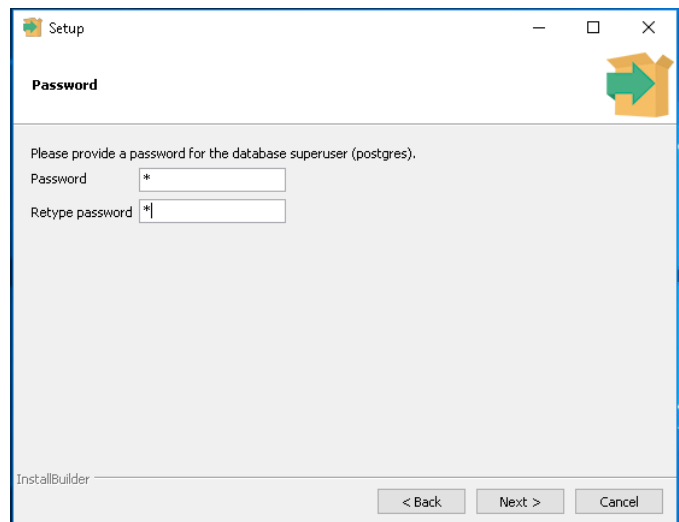 Setup
Password
Please provide a password for the database superuser (postgres).
Password *
Retype password *
InstallBuilder
< Back Next > Cancel